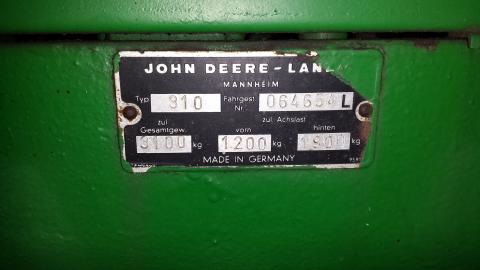 JOHN DEERE - LAN
MANNHEIM
Typ 310 Fahrgest. Nr. 064654 L
zul Gesamtgew. zul. Achslast
vorn hinten
3100 kg 1200 kg 1900 kg
MADE IN GERMANY